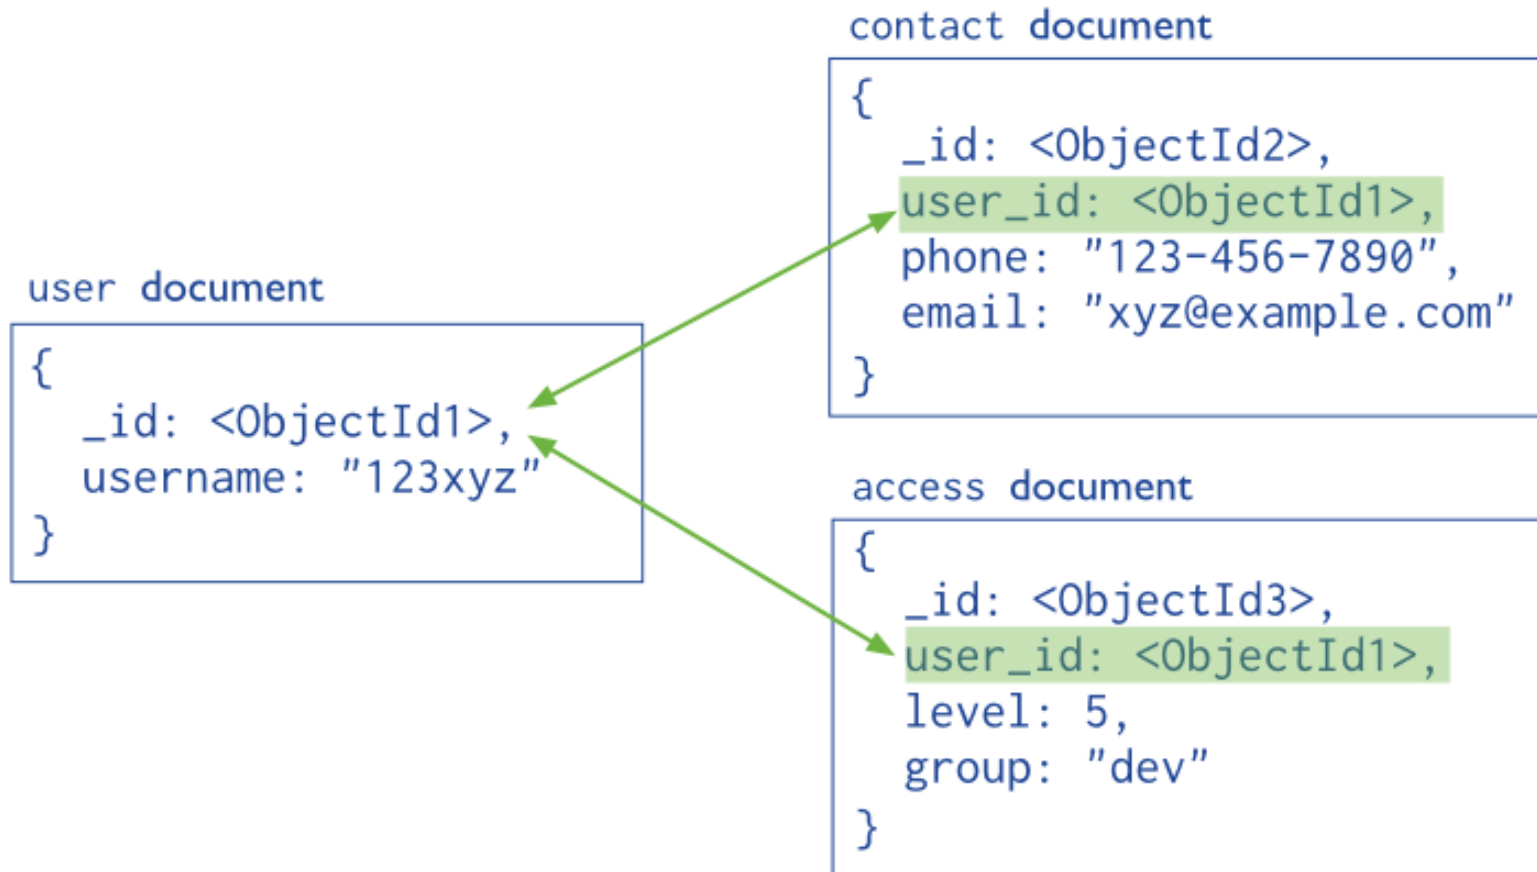 user document
{
_id: <ObjectId1>,
username: "123xyz"
}
contact document
{
_id: <ObjectId2>,
user_id: <ObjectId1>,
phone: "123-456-7890",
email: "xyz@example.com"
}
access document
{
_id: <ObjectId3>,
user_id: <ObjectId1>,
level: 5,
group: "dev"
}